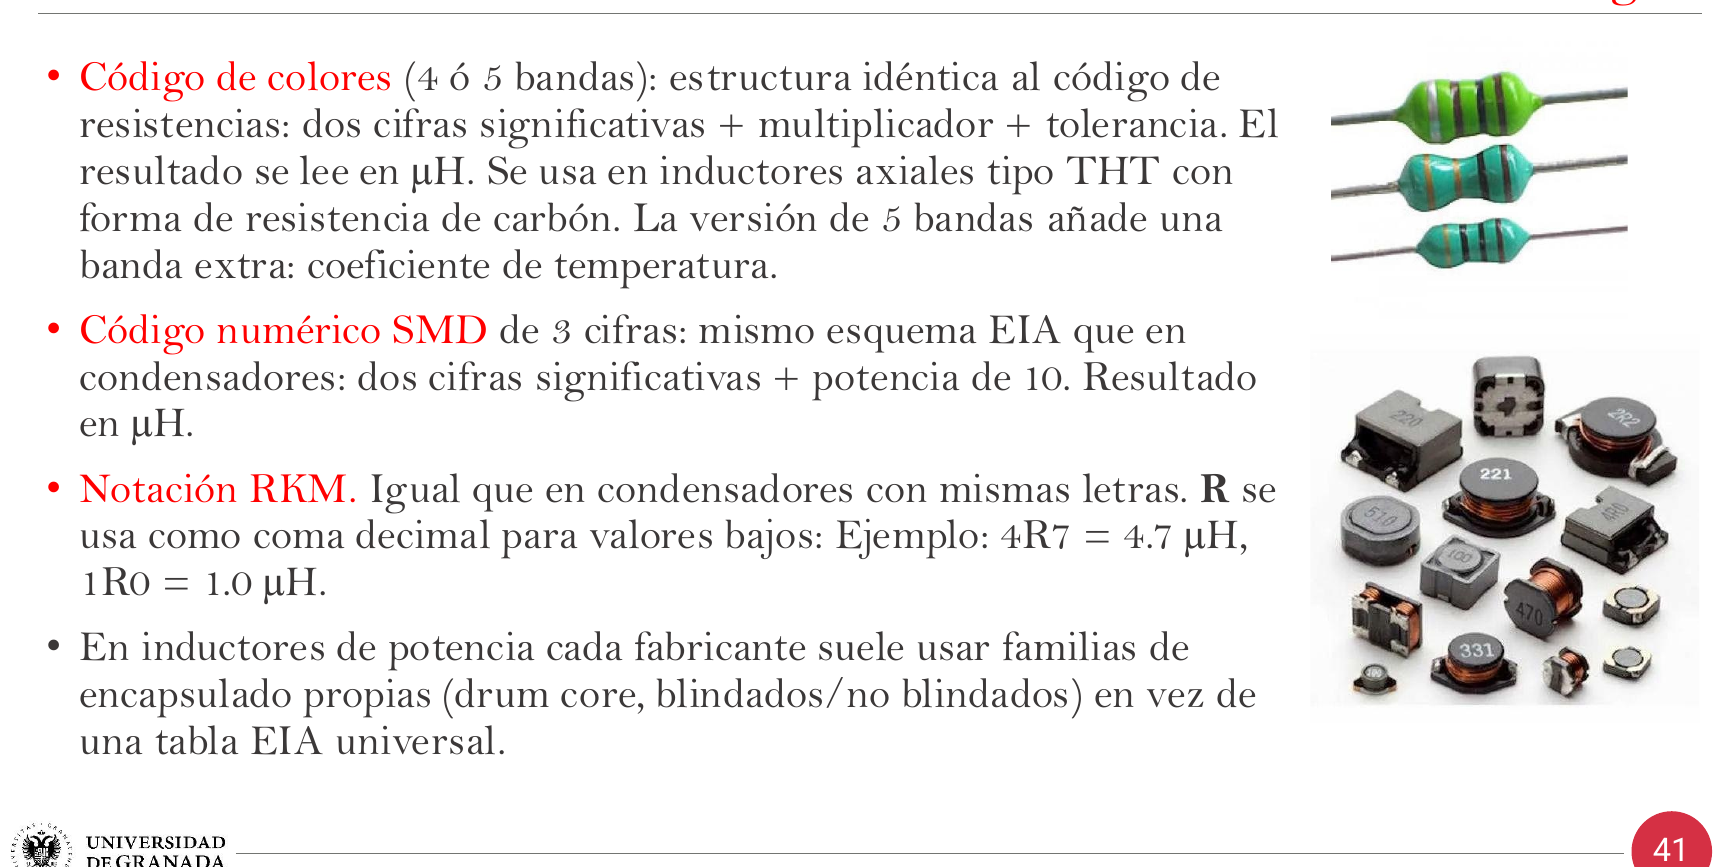 • Código de colores (4 ó 5 bandas): estructura idéntica al código de
resistencias: dos cifras significativas + multiplicador + tolerancia. El
resultado se lee en µH. Se usa en inductores axiales tipo THT con
forma de resistencia de carbón. La versión de 5 bandas añade una
banda extra: coeficiente de temperatura.
• Código numérico SMD de 3 cifras: mismo esquema EIA que en
condensadores: dos cifras significativas + potencia de 10. Resultado
en µH.
• Notación RKM. Igual que en condensadores con mismas letras. R se
usa como coma decimal para valores bajos: Ejemplo: 4R7 = 4.7 µH,
1R0 = 1.0 µH.
• En inductores de potencia cada fabricante suele usar familias de
encapsulado propias (drum core, blindados/no blindados) en vez de
una tabla EIA universal.
220
2R2
221
510
4R0
100
470
331
UNIVERSIDAD
DE GRANADA
41